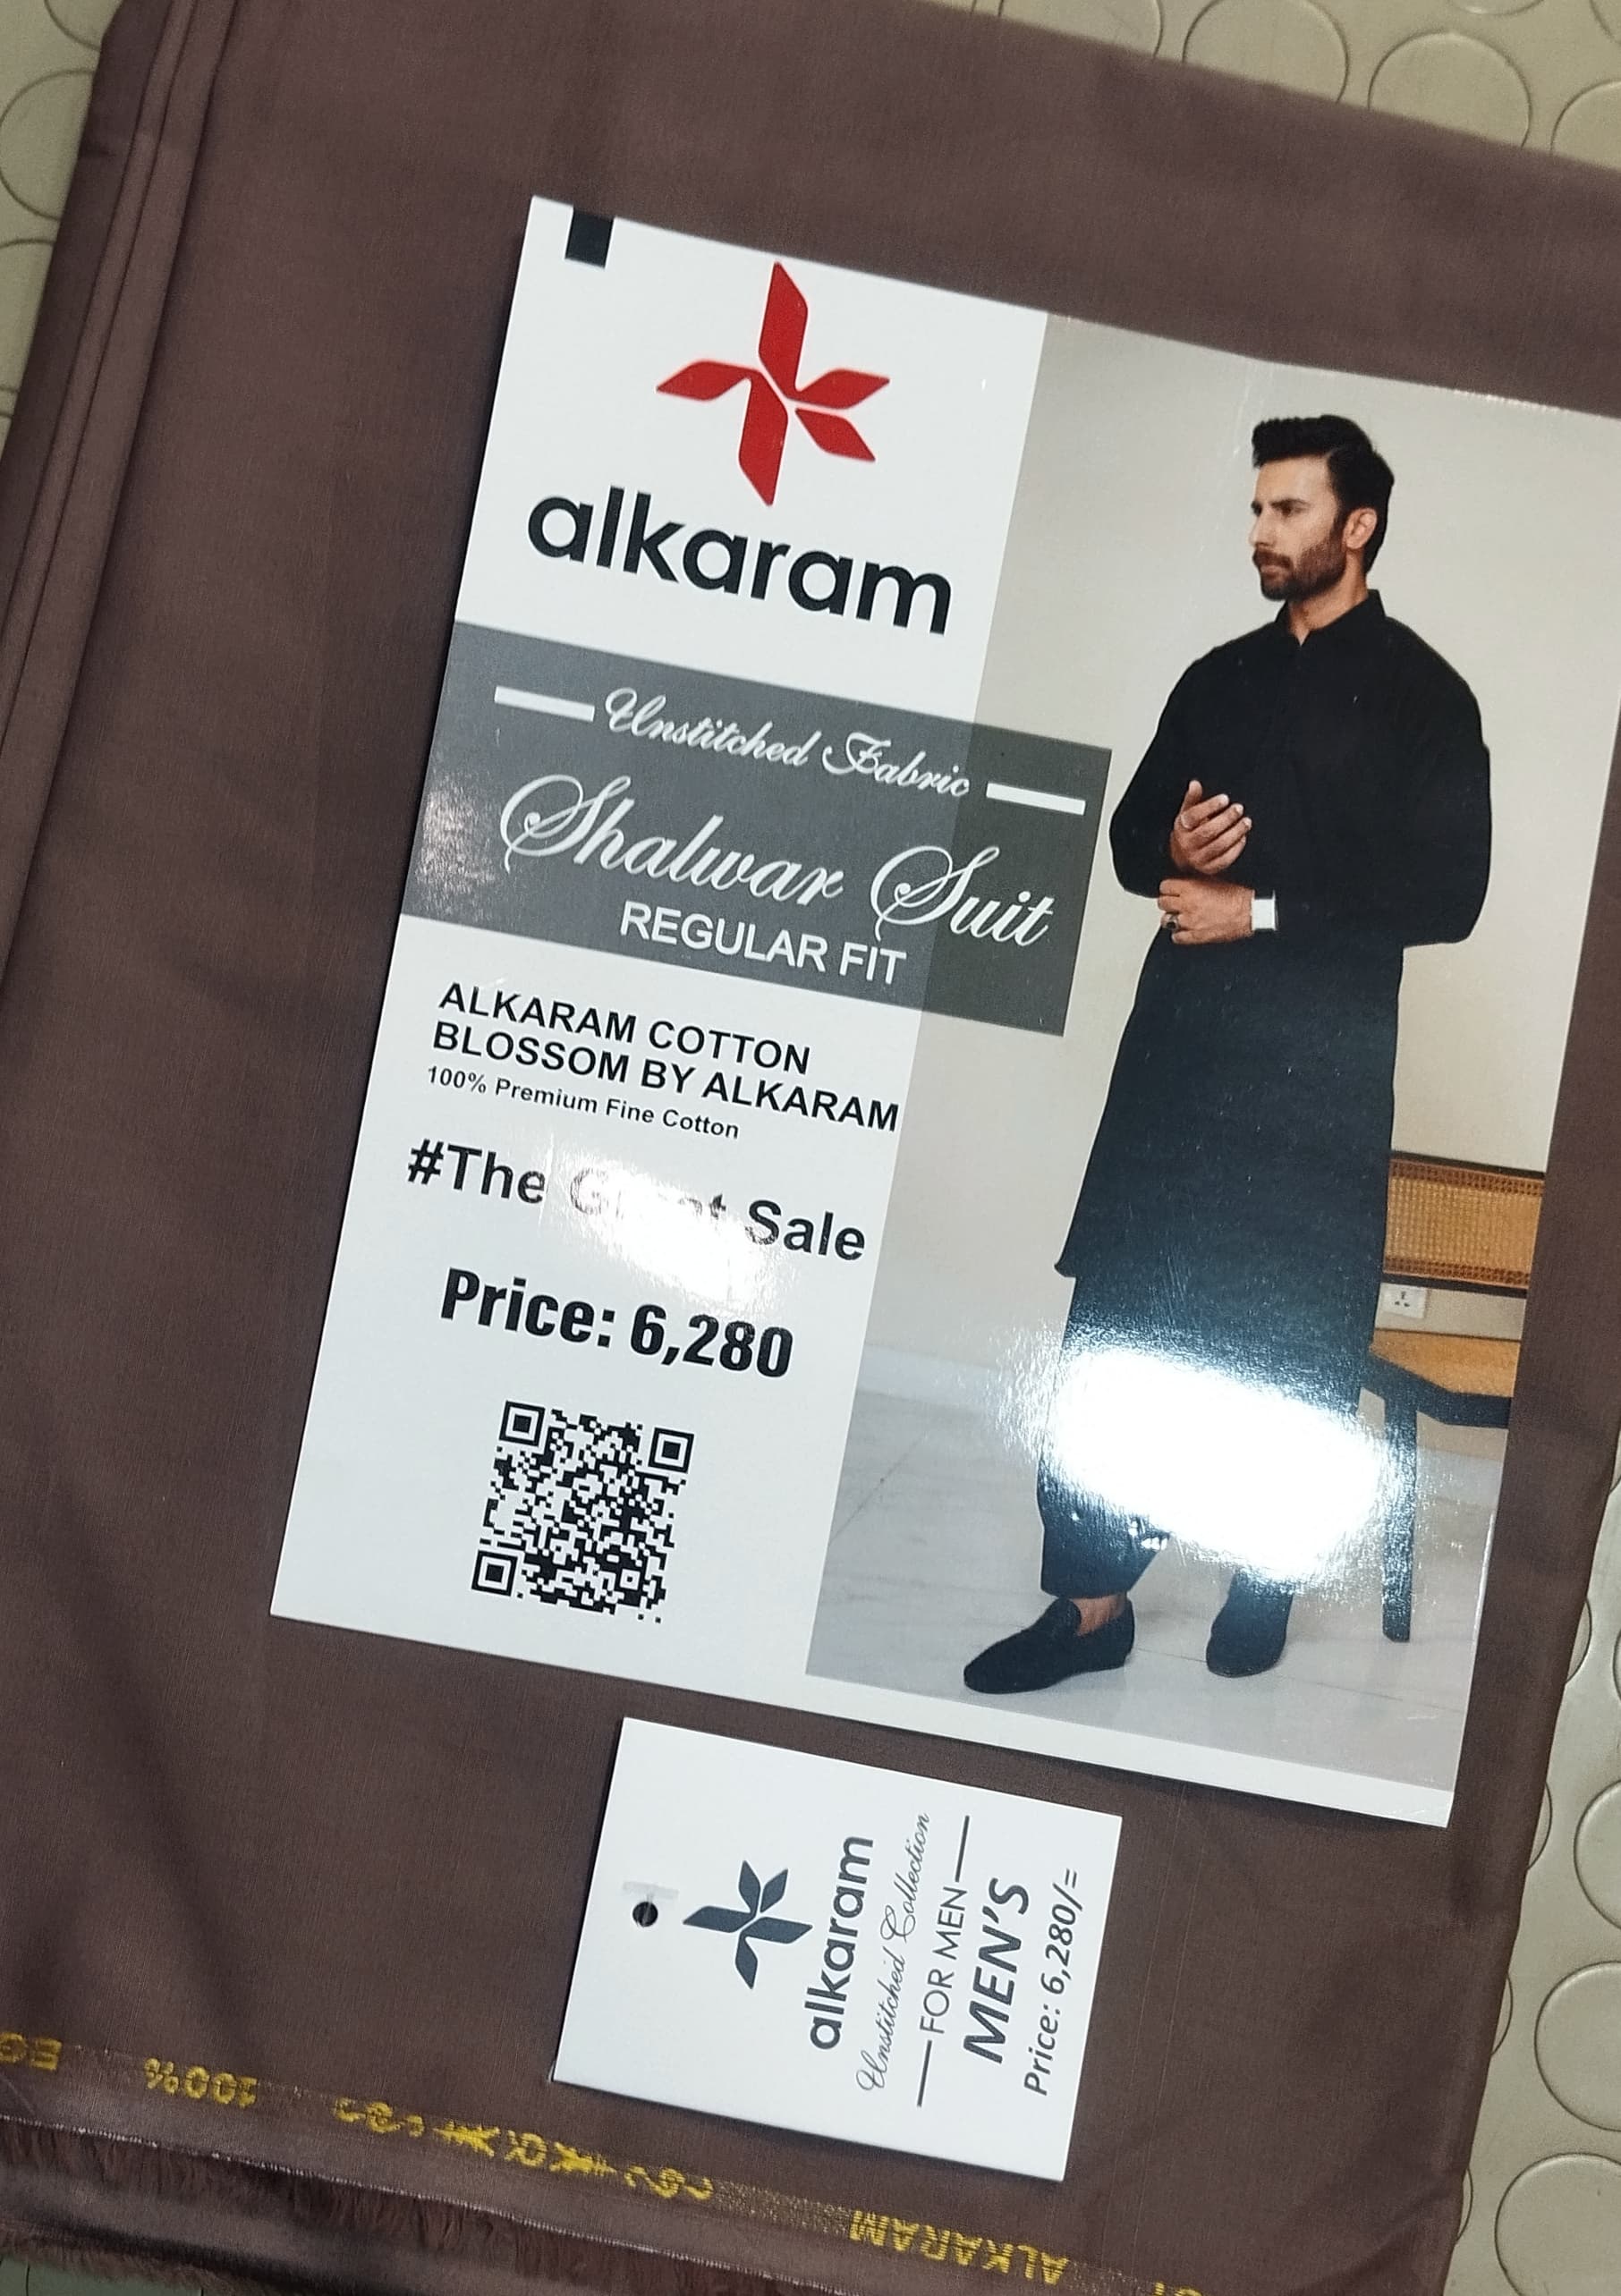 alkaram
Unstitched Fabric
Shalwar Suit
REGULAR FIT
ALKARAM COTTON
BLOSSOM BY ALKARAM
100% Premium Fine Cotton
#The Great Sale
Price: 6,280
alkaram
Unstitched Collection
FOR MEN
MEN'S
Price: 6,280/=
ALKARAM
100%